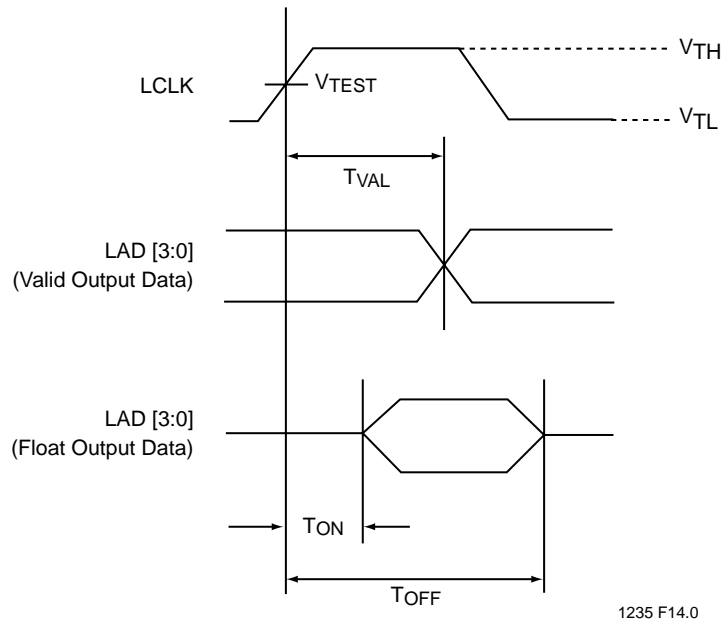 VTH
LCLK
VTEST
VTL
TVAL
LAD [3:0]
(Valid Output Data)
LAD [3:0]
(Float Output Data)
TON
TOFF
1235 F14.0